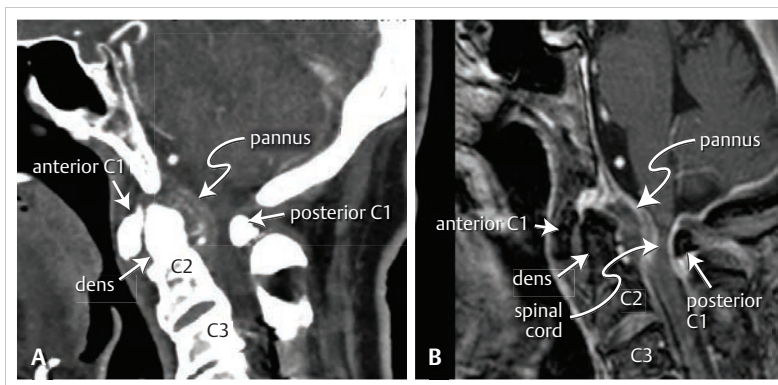 pannus
anterior C1
posterior C1
dens
C2
C3
A
B
pannus
anterior C1
dens
C2
spinal
cord
posterior
C1
C3